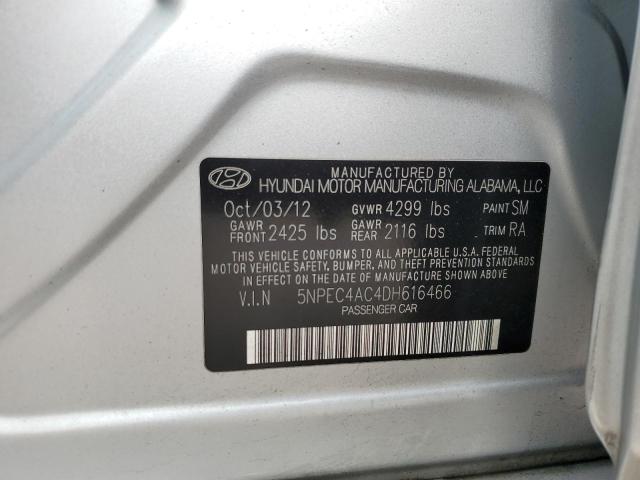 MANUFACTURED BY
HYUNDAI MOTOR MANUFACTURING ALABAMA, LLC
Oct/03/12 GVWR 4299 lbs PAINT SM
GAWR FRONT 2425 lbs GAWR REAR 2116 lbs TRIM RA
THIS VEHICLE CONFORMS TO ALL APPLICABLE U.S.A. FEDERAL
MOTOR VEHICLE SAFETY, BUMPER, AND THEFT PREVENTION STANDARDS
IN EFFECT ON THE DATE OF MANUFACTURE SHOWN ABOVE.
V.I.N 5NPEC4AC4DH616466
PASSENGER CAR